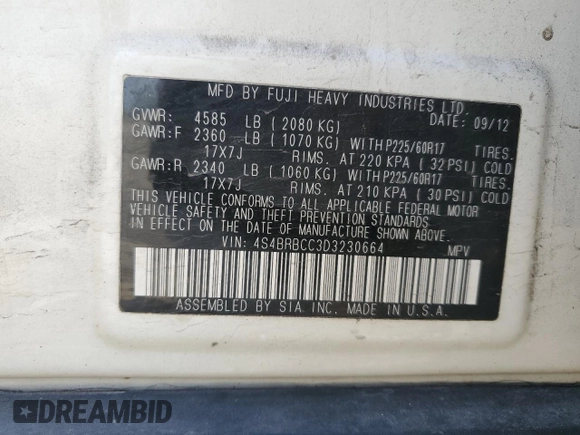 MFD BY FUJI HEAVY INDUSTRIES LTD.
GVWR: 4585 LB ( 2080 KG) DATE: 09/12
GAWR:F 2360 LB ( 1070 KG) WITH P225/60R17 TIRES.
17X7J RIMS. AT 220 KPA ( 32 PSI) COLD
GAWR:R 2340 LB ( 1060 KG) WITH P225/60R17 TIRES.
17X7J RIMS. AT 210 KPA ( 30 PSI) COLD
THIS VEHICLE CONFORMS TO ALL APPLICABLE FEDERAL MOTOR
VEHICLE SAFETY AND THEFT PREVENTION STANDARDS
IN EFFECT ON THE DATE OF MANUFACTURE SHOWN ABOVE.
VIN: 4S4BRBCC3D3230664 MPV
ASSEMBLED BY SIA INC. MADE IN U.S.A.
DREAMBID